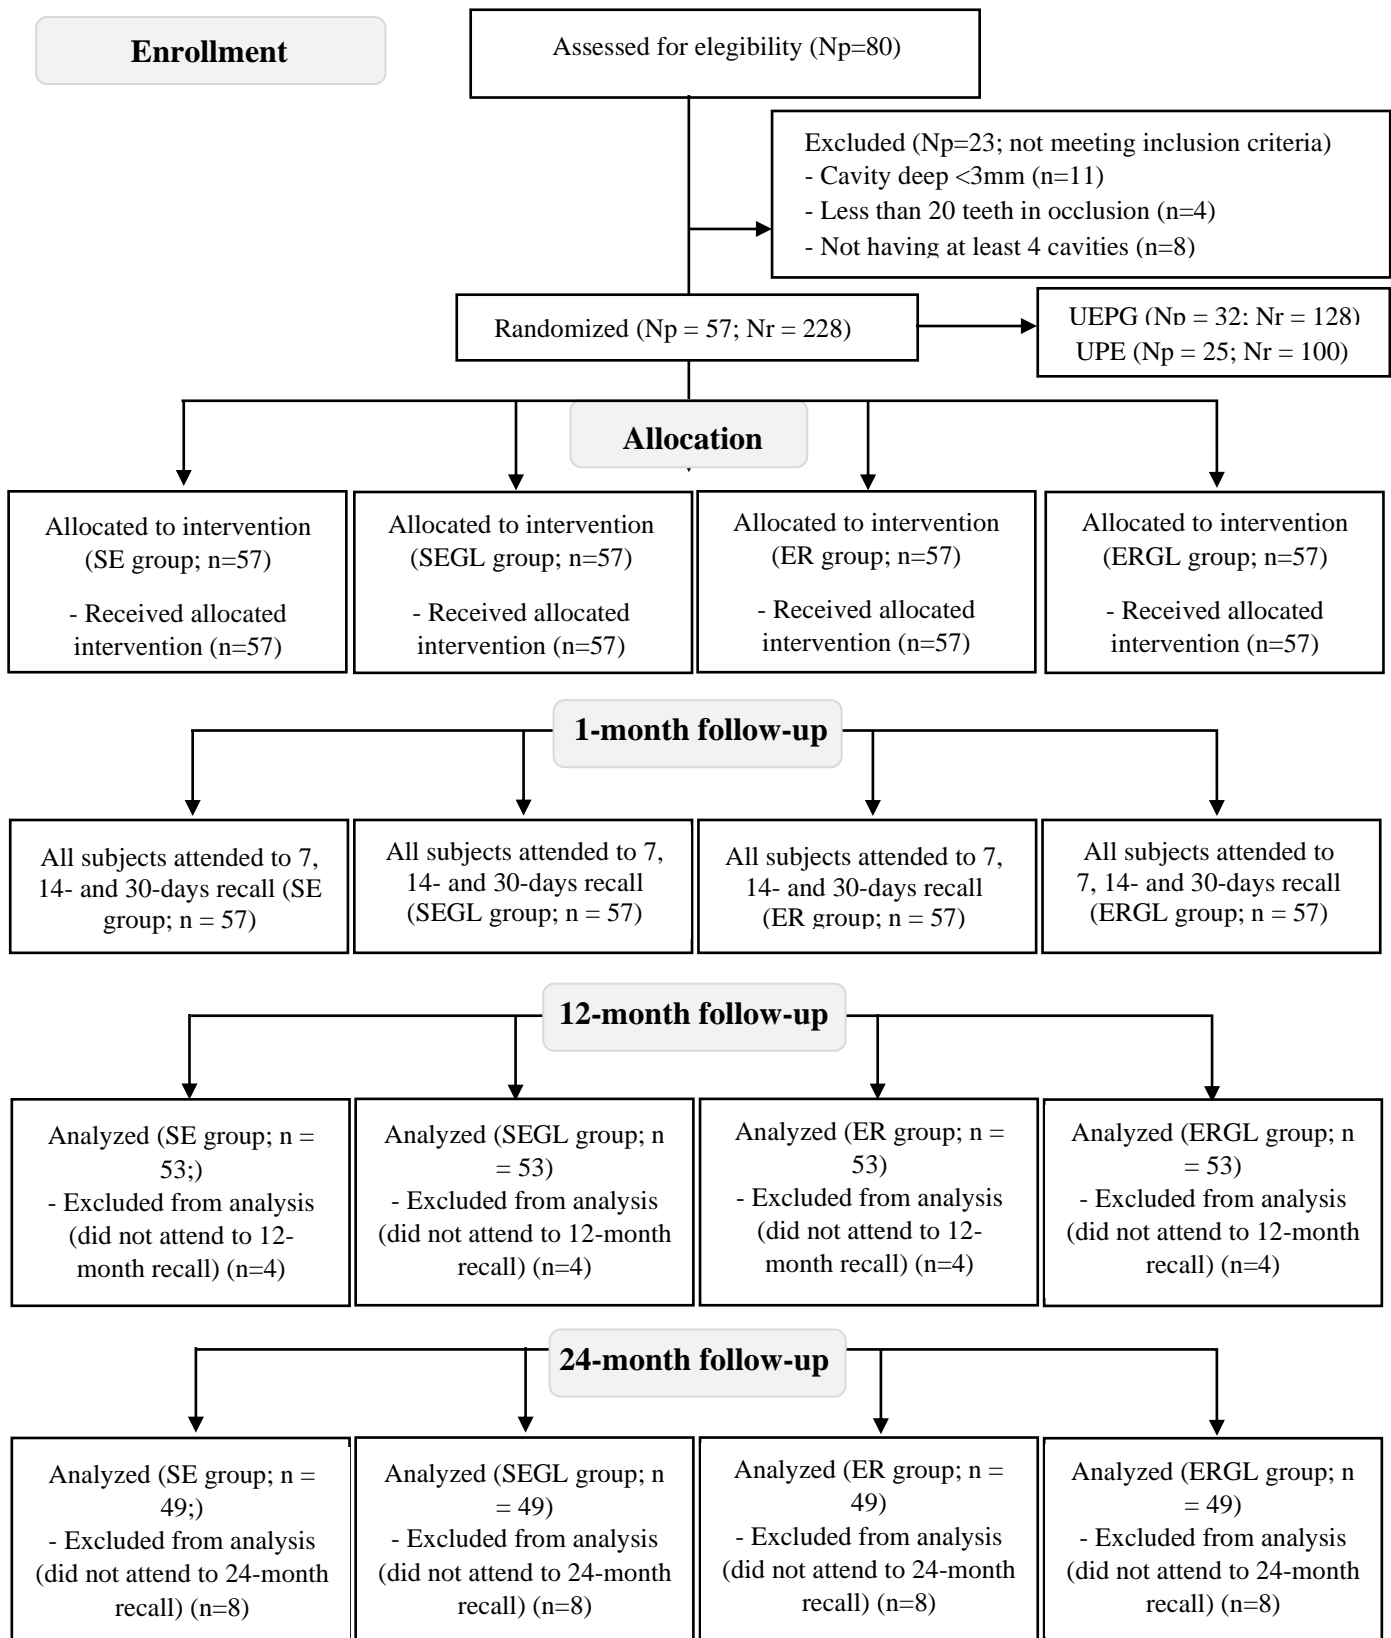 Enrollment
Assessed for elegibility (Np=80)
Excluded (Np=23; not meeting inclusion criteria)
- Cavity deep <3mm (n=11)
- Less than 20 teeth in occlusion (n=4)
- Not having at least 4 cavities (n=8)
Randomized (Np = 57; Nr = 228)
UEPG (Np = 32; Nr = 128)
UPE (Np = 25; Nr = 100)
Allocation
Allocated to intervention
(SE group; n=57)
- Received allocated
intervention (n=57)
Allocated to intervention
(SEGL group; n=57)
- Received allocated
intervention (n=57)
Allocated to intervention
(ER group; n=57)
- Received allocated
intervention (n=57)
Allocated to intervention
(ERGL group; n=57)
- Received allocated
intervention (n=57)
1-month follow-up
All subjects attended to 7,
14- and 30-days recall (SE
group; n = 57)
All subjects attended to 7,
14- and 30-days recall
(SEGL group; n = 57)
All subjects attended to 7,
14- and 30-days recall
(ER group; n = 57)
All subjects attended to
7, 14- and 30-days recall
(ERGL group; n = 57)
12-month follow-up
Analyzed (SE group; n =
53;)
- Excluded from analysis
(did not attend to 12-
month recall) (n=4)
Analyzed (SEGL group; n
= 53)
- Excluded from analysis
(did not attend to 12-month
recall) (n=4)
Analyzed (ER group; n =
53)
- Excluded from analysis
(did not attend to 12-
month recall) (n=4)
Analyzed (ERGL group; n
= 53)
- Excluded from analysis
(did not attend to 12-month
recall) (n=4)
24-month follow-up
Analyzed (SE group; n =
49;)
- Excluded from analysis
(did not attend to 24-month
recall) (n=8)
Analyzed (SEGL group; n
= 49)
- Excluded from analysis
(did not attend to 24-month
recall) (n=8)
Analyzed (ER group; n =
49)
- Excluded from analysis
(did not attend to 24-month
recall) (n=8)
Analyzed (ERGL group; n
= 49)
- Excluded from analysis
(did not attend to 24-month
recall) (n=8)